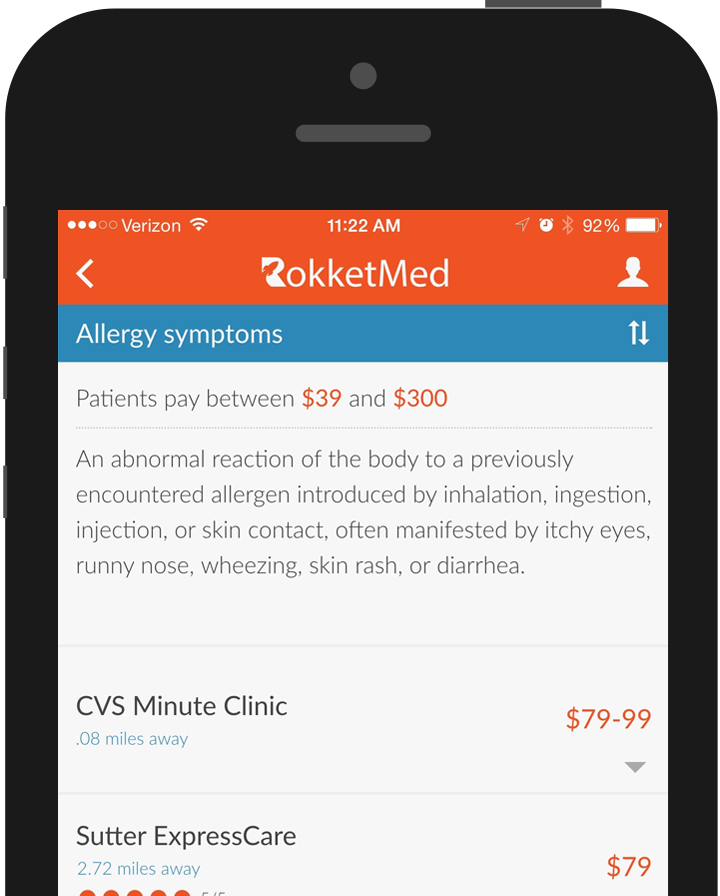 Verizon 11:22 AM 92%
RokketMed
Allergy symptoms
Patients pay between $39 and $300
An abnormal reaction of the body to a previously
encountered allergen introduced by inhalation, ingestion,
injection, or skin contact, often manifested by itchy eyes,
runny nose, wheezing, skin rash, or diarrhea.
CVS Minute Clinic
$79-99
.08 miles away
Sutter ExpressCare
$79
2.72 miles away
5/5